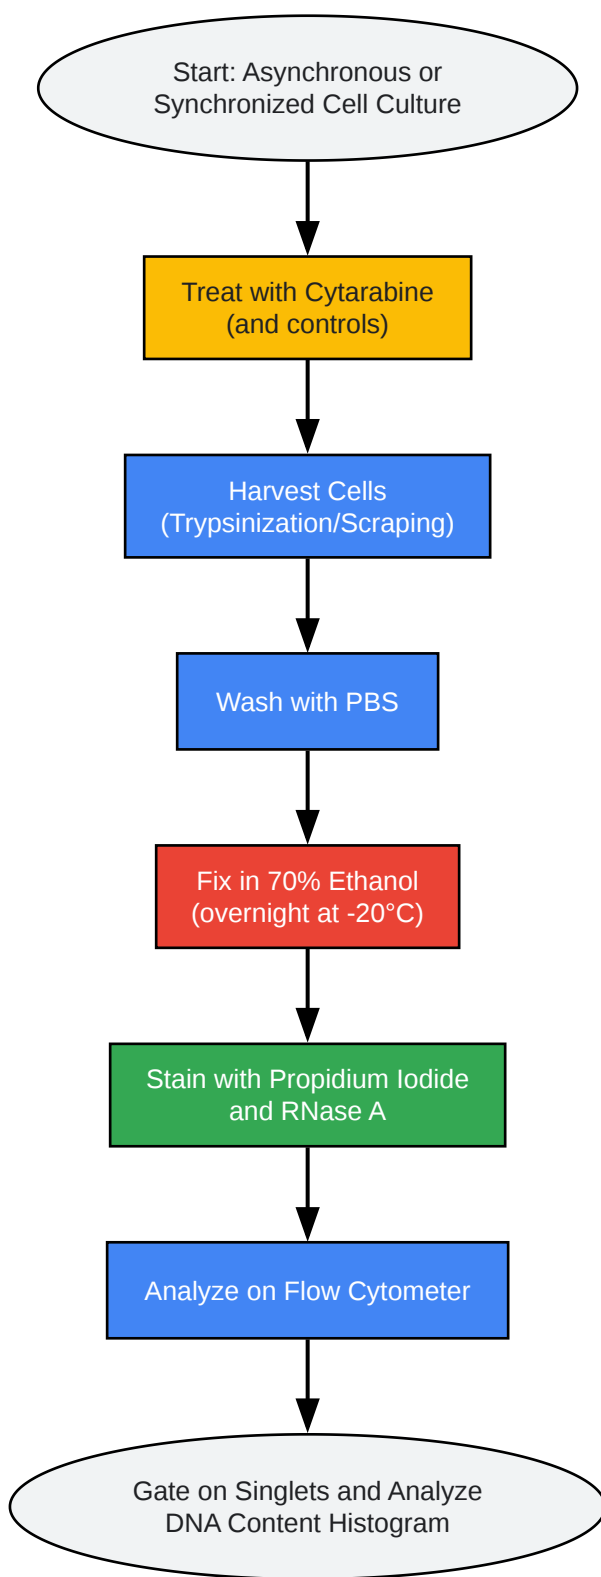 Start: Asynchronous or
Synchronized Cell Culture
Treat with Cytarabine
(and controls)
Harvest Cells
(Trypsinization/Scraping)
Wash with PBS
Fix in 70% Ethanol
(overnight at -20°C)
Stain with Propidium Iodide
and RNase A
Analyze on Flow Cytometer
Gate on Singlets and Analyze
DNA Content Histogram